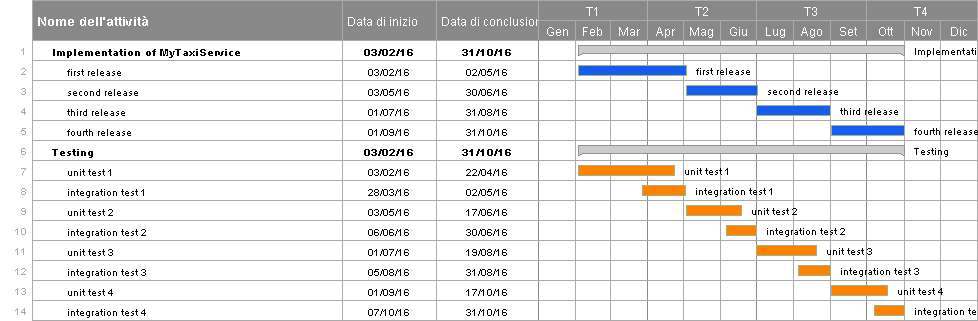 Nome dell'attività Data di inizio Data di conclusion T1 T2 T3 T4
Gen Feb Mar Apr Mag Giu Lug Ago Set Ott Nov Dic
1 Implementation of MyTaxiService 03/02/16 31/10/16 Implementati
2 first release 03/02/16 02/05/16 first release
3 second release 03/05/16 30/06/16 second release
4 third release 01/07/16 31/08/16 third release
5 fourth release 01/09/16 31/10/16 fourth release
6 Testing 03/02/16 31/10/16 Testing
7 unit test 1 03/02/16 22/04/16 unit test 1
8 integration test 1 28/03/16 02/05/16 integration test 1
9 unit test 2 03/05/16 17/06/16 unit test 2
10 integration test 2 06/06/16 30/06/16 integration test 2
11 unit test 3 01/07/16 19/08/16 unit test 3
12 integration test 3 05/08/16 31/08/16 integration test 3
13 unit test 4 01/09/16 17/10/16 unit test 4
14 integration test 4 07/10/16 31/10/16 integration te